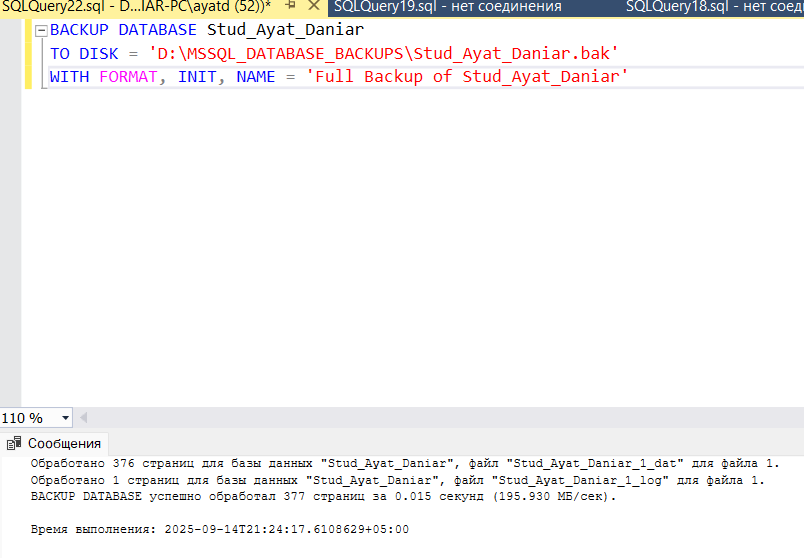 SQLQuery22.sql - D...IAR-PC\ayatd (52))* SQLQuery19.sql - нет соединения SQLQuery18.sql - нет соед
BACKUP DATABASE Stud_Ayat_Daniar
TO DISK = 'D:\MSSQL_DATABASE_BACKUPS\Stud_Ayat_Daniar.bak'
WITH FORMAT, INIT, NAME = 'Full Backup of Stud_Ayat_Daniar'
110 %
Сообщения
Обработано 376 страниц для базы данных "Stud_Ayat_Daniar", файл "Stud_Ayat_Daniar_1_dat" для файла 1.
Обработано 1 страниц для базы данных "Stud_Ayat_Daniar", файл "Stud_Ayat_Daniar_1_log" для файла 1.
BACKUP DATABASE успешно обработал 377 страниц за 0.015 секунд (195.930 МБ/сек).
Время выполнения: 2025-09-14T21:24:17.6108629+05:00